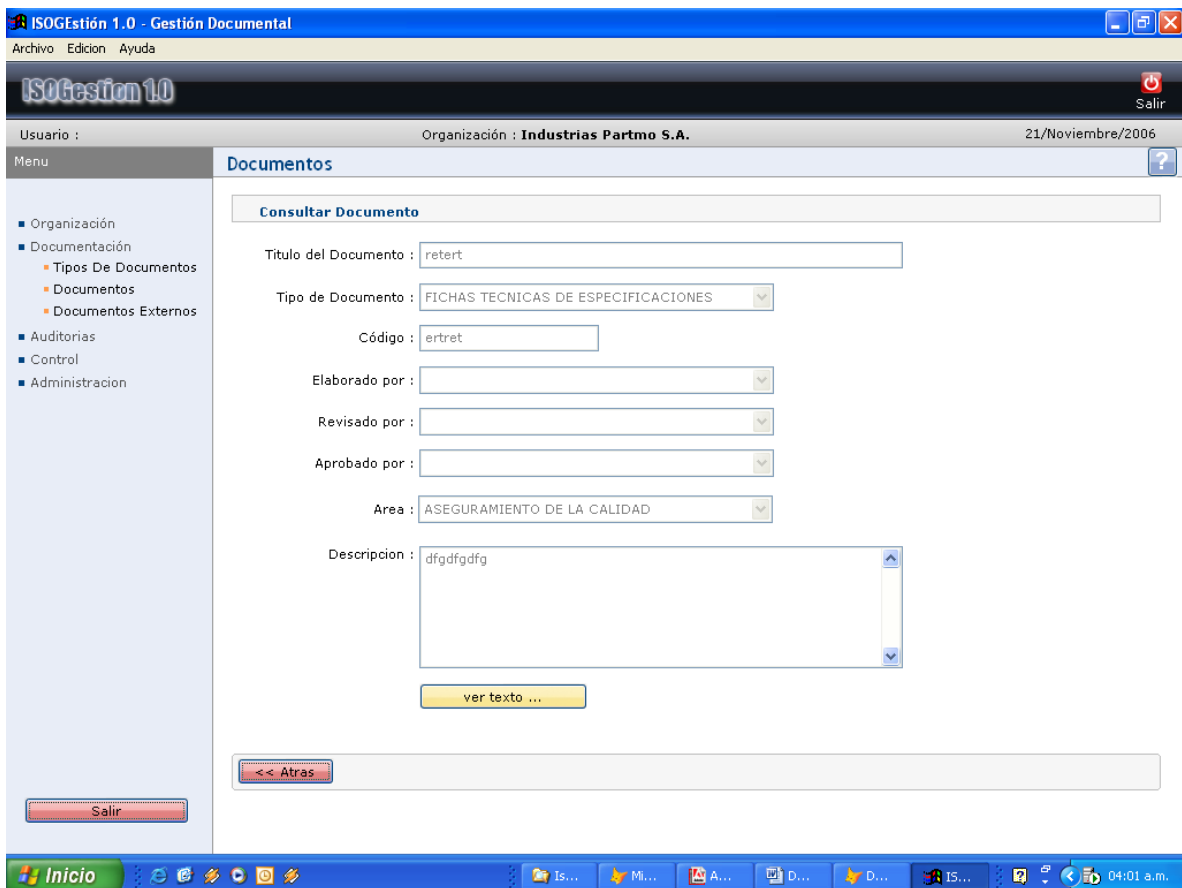 ISOGEstión 1.0 - Gestión Documental
Archivo Edicion Ayuda
ISOGestion 1.0
Salir
Usuario : Organización : Industrias Partmo S.A. 21/Noviembre/2006
Menu
Documentos
?
Consultar Documento
Organización
Documentación
Tipos De Documentos
Documentos
Documentos Externos
Auditorias
Control
Administracion
Titulo del Documento : retert
Tipo de Documento : FICHAS TECNICAS DE ESPECIFICACIONES
Código : ertret
Elaborado por :
Revisado por :
Aprobado por :
Area : ASEGURAMIENTO DE LA CALIDAD
Descripcion : dfgdfgdfg
ver texto ...
<< Atras
Salir
Inicio Is... Mi... A... D... D... IS... 04:01 a.m.